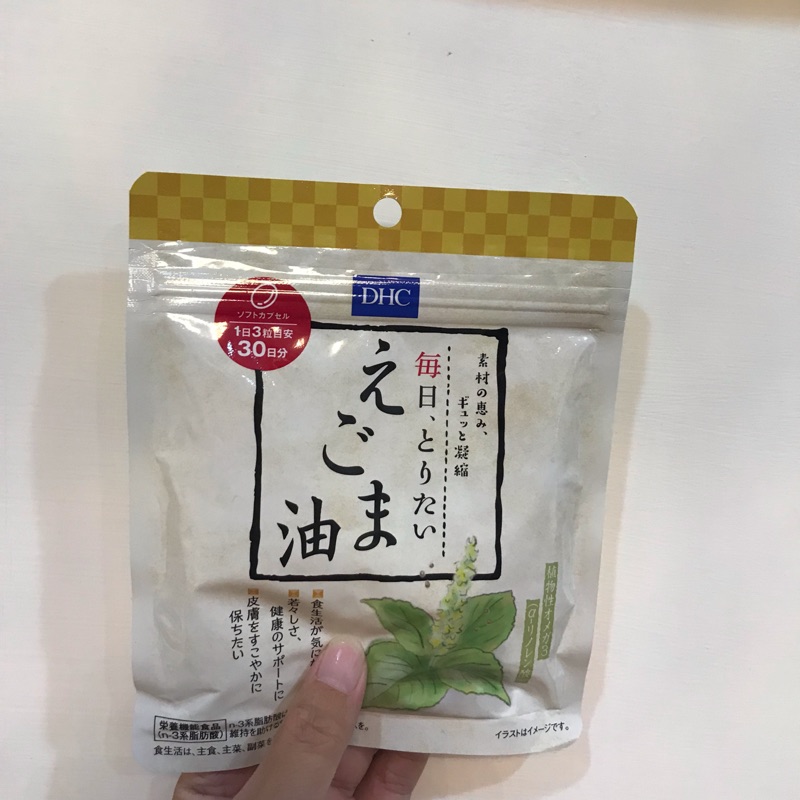 DHC
ソフトカプセル
1日3粒目安
30日分
素材の恵み、
ギュッと凝縮
毎日、とりたい
えごま
油
植物性オメガ3
食生活が気に
若々しさ、
健康のサポートに
皮膚をすこやかに
保ちたい
栄養機能食品
(n-3系脂肪酸)
n-3系脂肪酸は
維持を助け
食生活は、主食、主菜、副菜を
イラストはイメージです。